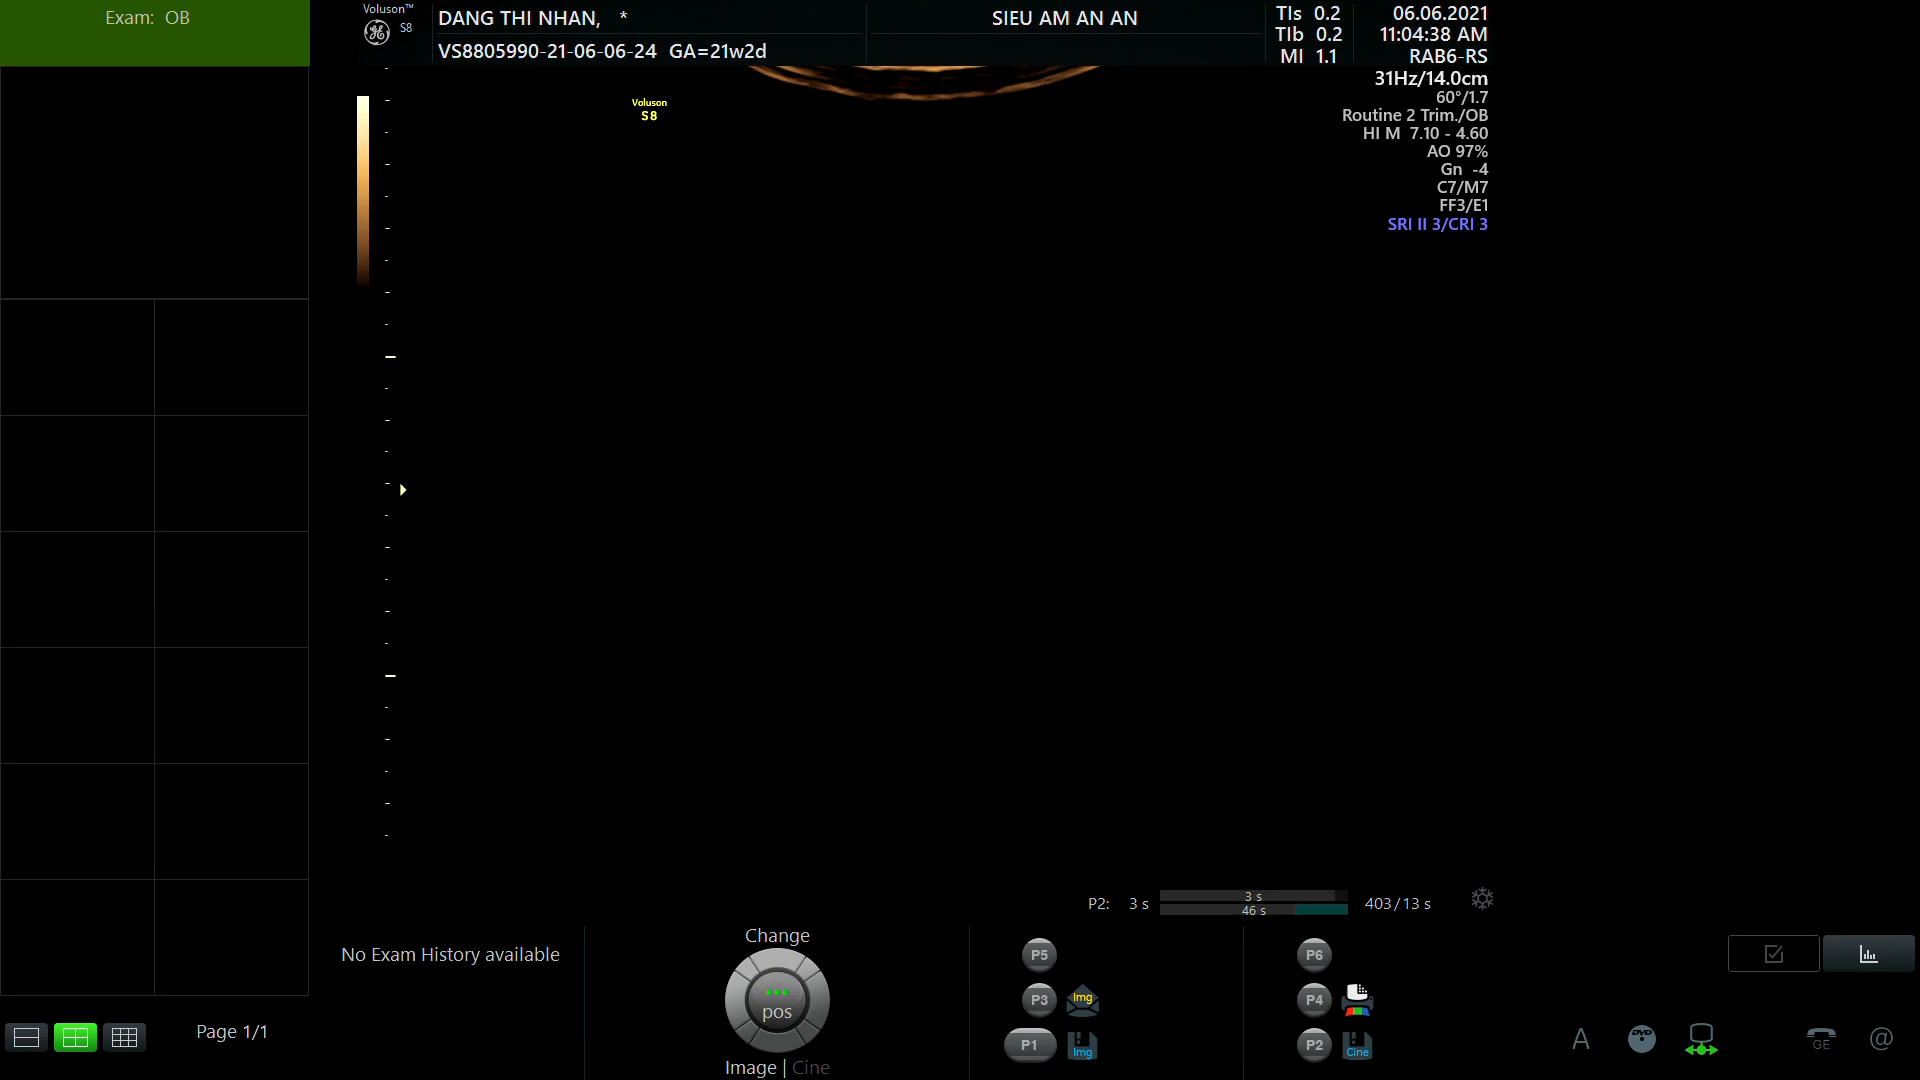 Exam: OB
Voluson™
S8
DANG THI NHAN, *
VS8805990-21-06-06-24 GA=21w2d
SIEU AM AN AN
TIs 0.2
TIb 0.2
MI 1.1
06.06.2021
11:04:38 AM
RAB6-RS
31Hz/14.0cm
60°/1.7
Routine 2 Trim./OB
HI M 7.10 - 4.60
AO 97%
Gn -4
C7/M7
FF3/E1
SRI II 3/CRI 3
Voluson
S8
P2: 3 s
3 s
46 s
403/13 s
No Exam History available
Change
pos
Image | Cine
P5
P3
Img
P1
Img
P6
P4
P2
Cine
Page 1/1
A
DVD
GE
@